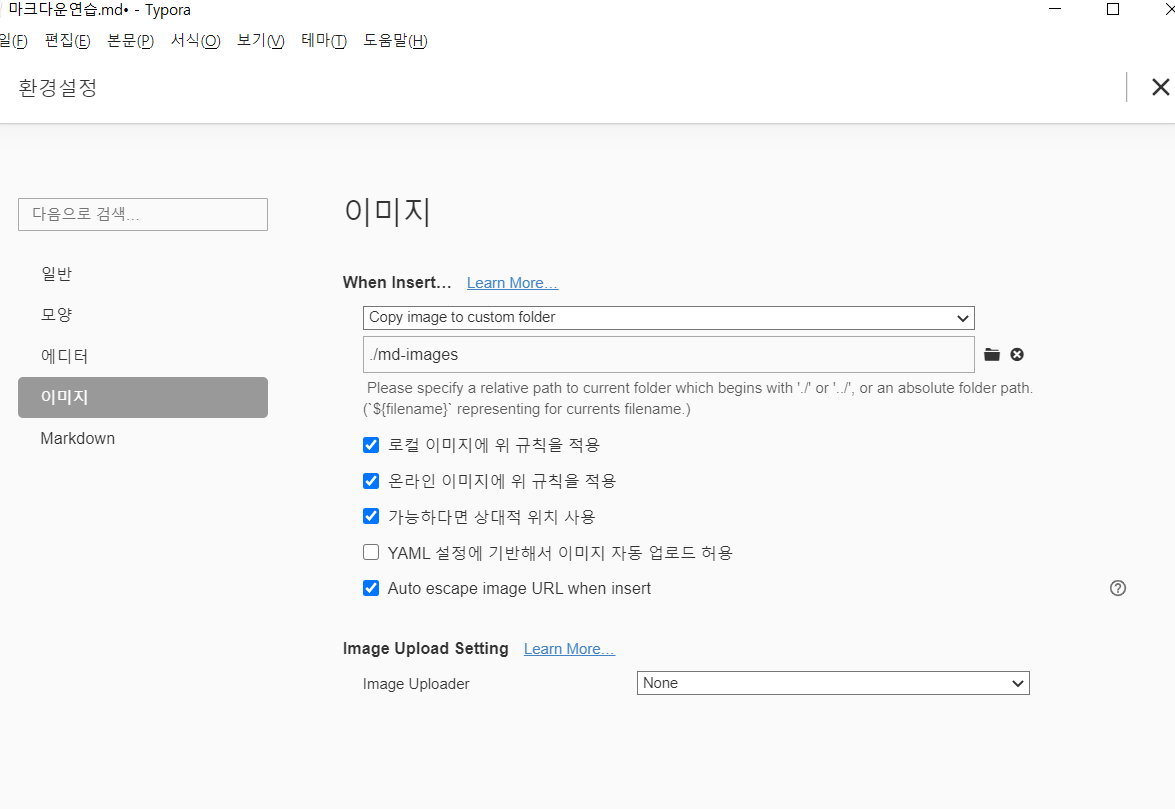 마크다운연습.md• - Typora
일(F) 편집(E) 본문(P) 서식(O) 보기(V) 테마(T) 도움말(H)
환경설정
다음으로 검색...
일반
모양
에디터
이미지
Markdown
이미지
When Insert... Learn More...
Copy image to custom folder
./md-images
Please specify a relative path to current folder which begins with './' or '../', or an absolute folder path.
(`${filename}` representing for currents filename.)
로컬 이미지에 위 규칙을 적용
온라인 이미지에 위 규칙을 적용
가능하다면 상대적 위치 사용
YAML 설정에 기반해서 이미지 자동 업로드 허용
Auto escape image URL when insert
Image Upload Setting Learn More...
Image Uploader None